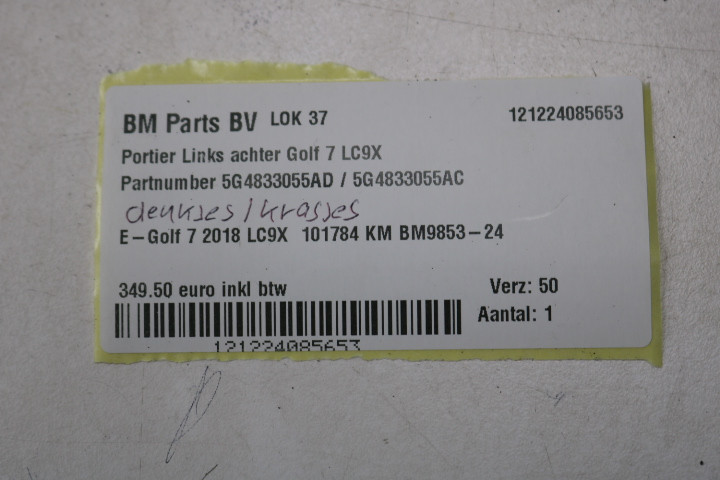 BM Parts BV LOK 37 121224085653
Portier Links achter Golf 7 LC9X
Partnumber 5G4833055AD / 5G4833055AC
deukjes / krasjes
E-Golf 7 2018 LC9X 101784 KM BM9853-24
349.50 euro inkl btw Verz: 50
Aantal: 1
121224085653